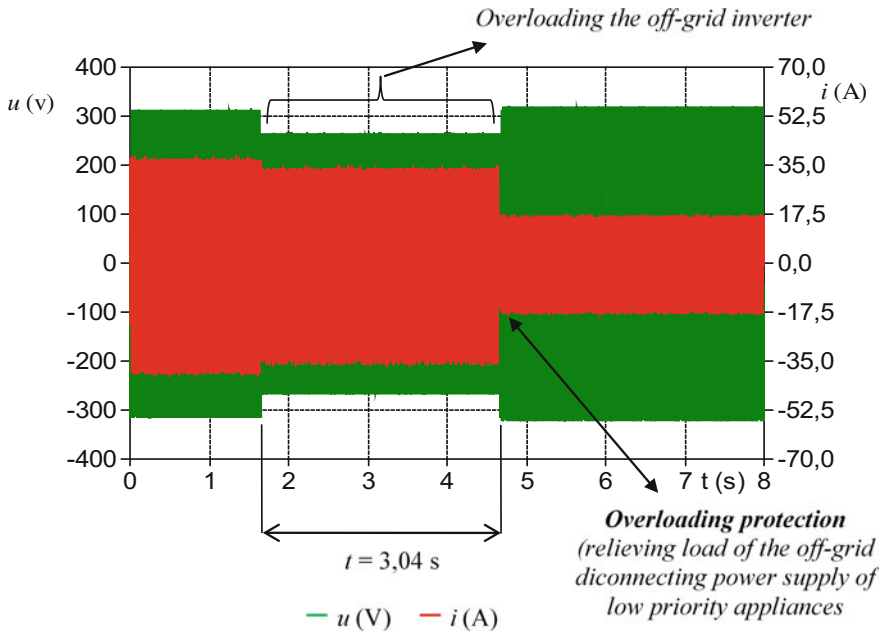 Overloading the off-grid inverter
400
70,0
u (v)
i (A)
300
52,5
200
35,0
100
17,5
0
0,0
-100
-17,5
-200
-35,0
-300
-52,5
-400
-70,0
0 1 2 3 4 5 6 7 t (s) 8
t = 3,04 s
Overloading protection
(relieving load of the off-grid
diconnecting power supply of
low priority appliances
u (V) i (A)